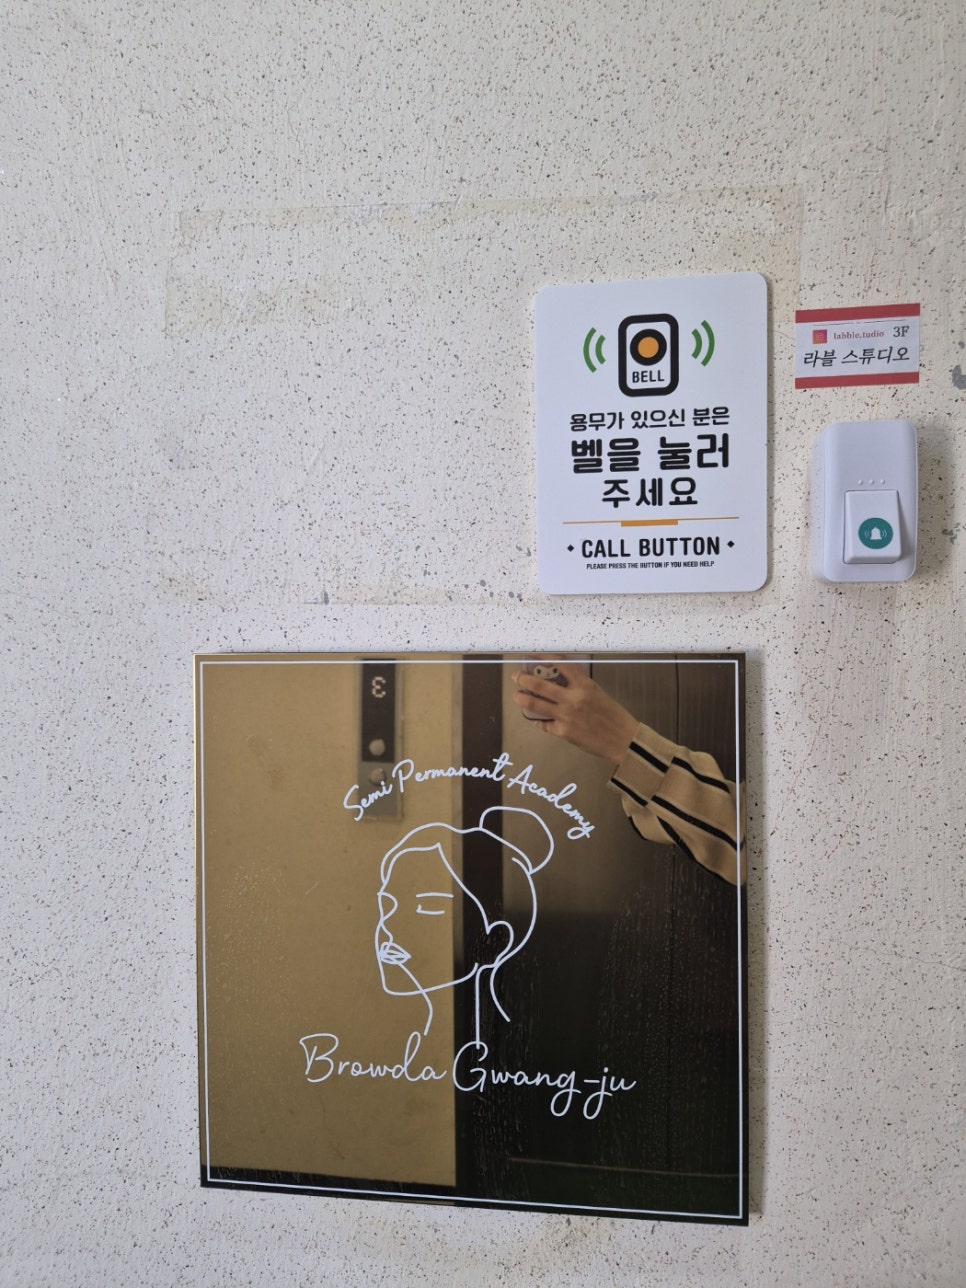 BELL
용무가 있으신 분은
벨을 눌러
주세요
CALL BUTTON
PLEASE PRESS THE BUTTON IF YOU NEED HELP
labble.tudio 3F
라블 스튜디오
3
Semi Permanent Academy
Browda Gwang-ju